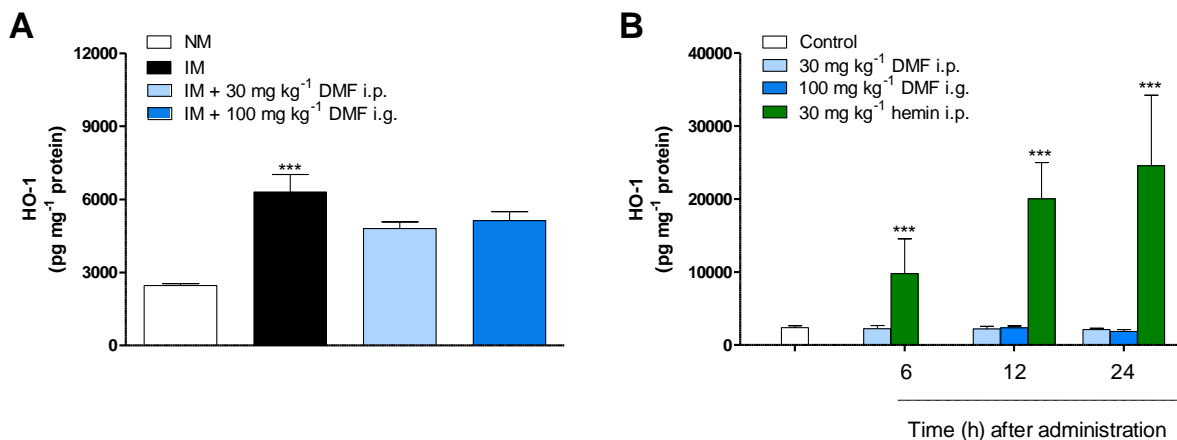 A
NM
IM
IM + 30 mg kg⁻¹ DMF i.p.
IM + 100 mg kg⁻¹ DMF i.g.
HO-1
(pg mg⁻¹ protein)
12000
9000
6000
3000
0
***
B
Control
30 mg kg⁻¹ DMF i.p.
100 mg kg⁻¹ DMF i.g.
30 mg kg⁻¹ hemin i.p.
HO-1
(pg mg⁻¹ protein)
40000
30000
20000
10000
0
***
***
***
6 12 24
Time (h) after administration